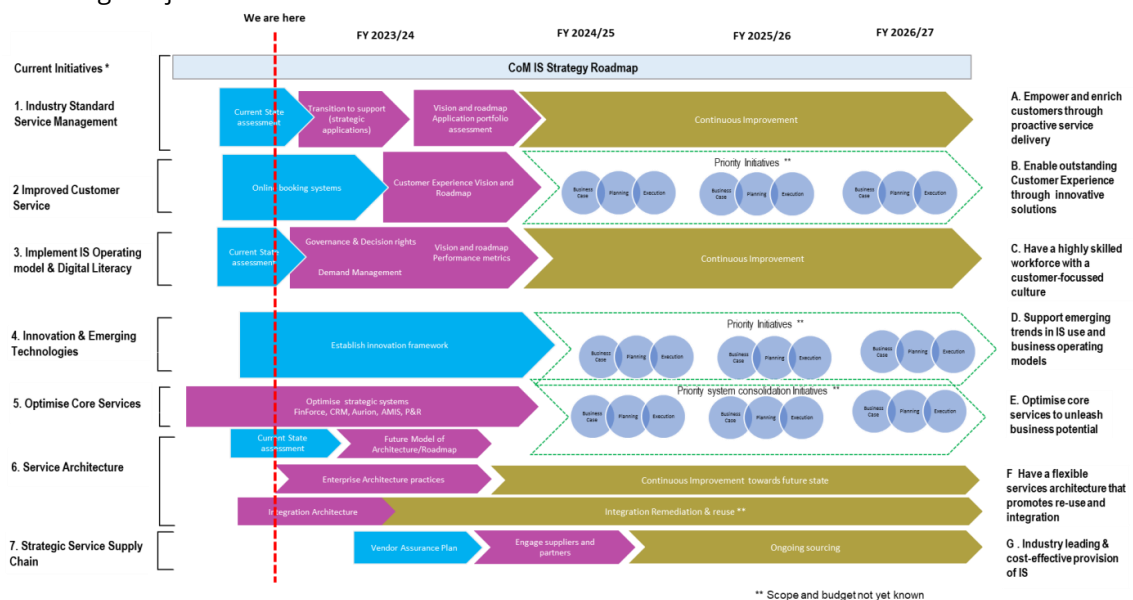 We are here
FY 2023/24
FY 2024/25
FY 2025/26
FY 2026/27
Current Initiatives *
CoM IS Strategy Roadmap
1. Industry Standard
Service Management
Current State
assessment
Transition to support
(strategic
applications)
Vision and roadmap
Application portfolio
assessment
Continuous Improvement
A. Empower and enrich
customers through
proactive service
delivery
2 Improved Customer
Service
Online booking systems
Customer Experience Vision and
Roadmap
Priority Initiatives **
Business
Case
Planning
Execution
Business
Case
Planning
Execution
Business
Case
Planning
Execution
B. Enable outstanding
Customer Experience
through innovative
solutions
3. Implement IS Operating
model & Digital Literacy
Current State
assessment
Governance & Decision rights
Demand Management
Vision and roadmap
Performance metrics
Continuous Improvement
C. Have a highly skilled
workforce with a
customer-focussed
culture
4. Innovation & Emerging
Technologies
Establish innovation framework
Priority Initiatives **
Business
Case
Planning
Execution
Business
Case
Planning
Execution
Business
Case
Planning
Execution
D. Support emerging
trends in IS use and
business operating
models
5. Optimise Core Services
Optimise strategic systems
FinForce, CRM, Aurion, AMIS, P&R
Priority system consolidation Initiatives **
Business
Case
Planning
Execution
Business
Case
Planning
Execution
Business
Case
Planning
Execution
E. Optimise core
services to unleash
business potential
6. Service Architecture
Current State
assessment
Future Model of
Architecture/Roadmap
Enterprise Architecture practices
Continuous Improvement towards future state
Integration Architecture
Integration Remediation & reuse **
F Have a flexible
services architecture that
promotes re-use and
integration
7. Strategic Service Supply
Chain
Vendor Assurance Plan
Engage suppliers and
partners
Ongoing sourcing
G . Industry leading &
cost-effective provision
of IS
** Scope and budget not yet known